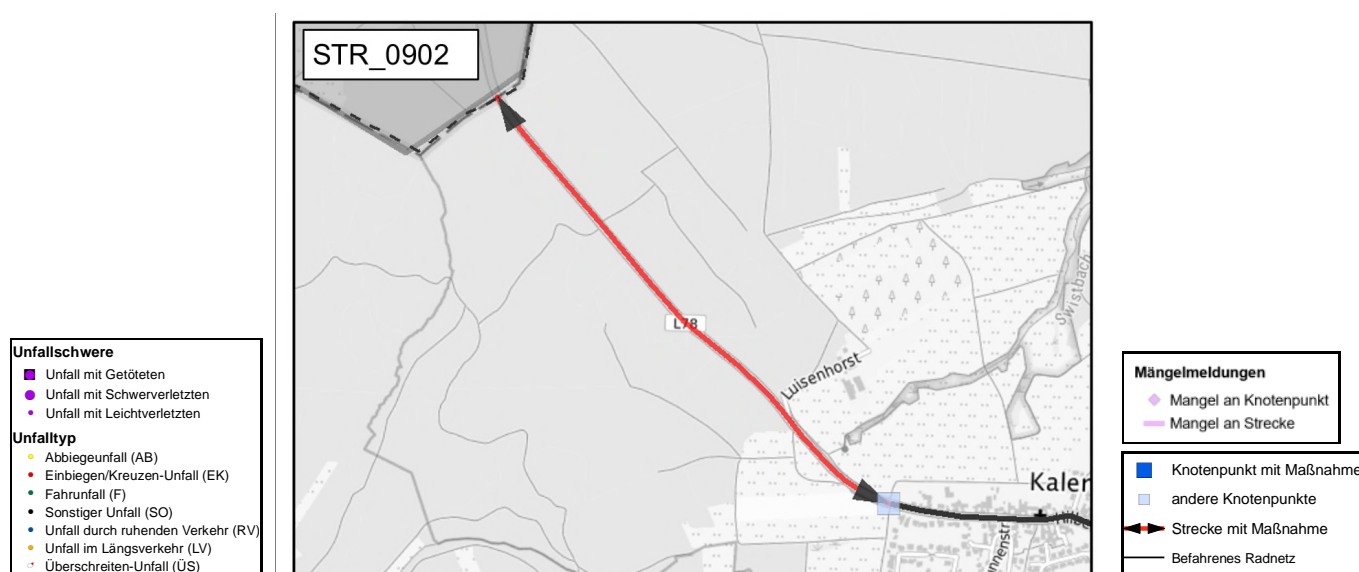 STR_0902
L78
Luisenhorst
Swistbach
Kaler
Unfallschwere
Unfall mit Getöteten
Unfall mit Schwerverletzten
Unfall mit Leichtverletzten
Unfalltyp
Abbiegeunfall (AB)
Einbiegen/Kreuzen-Unfall (EK)
Fahrunfall (F)
Sonstiger Unfall (SO)
Unfall durch ruhenden Verkehr (RV)
Unfall im Längsverkehr (LV)
Überschreiten-Unfall (ÜS)
Mängelmeldungen
Mangel an Knotenpunkt
Mangel an Strecke
Knotenpunkt mit Maßnahme
andere Knotenpunkte
Strecke mit Maßnahme
Befahrenes Radnetz